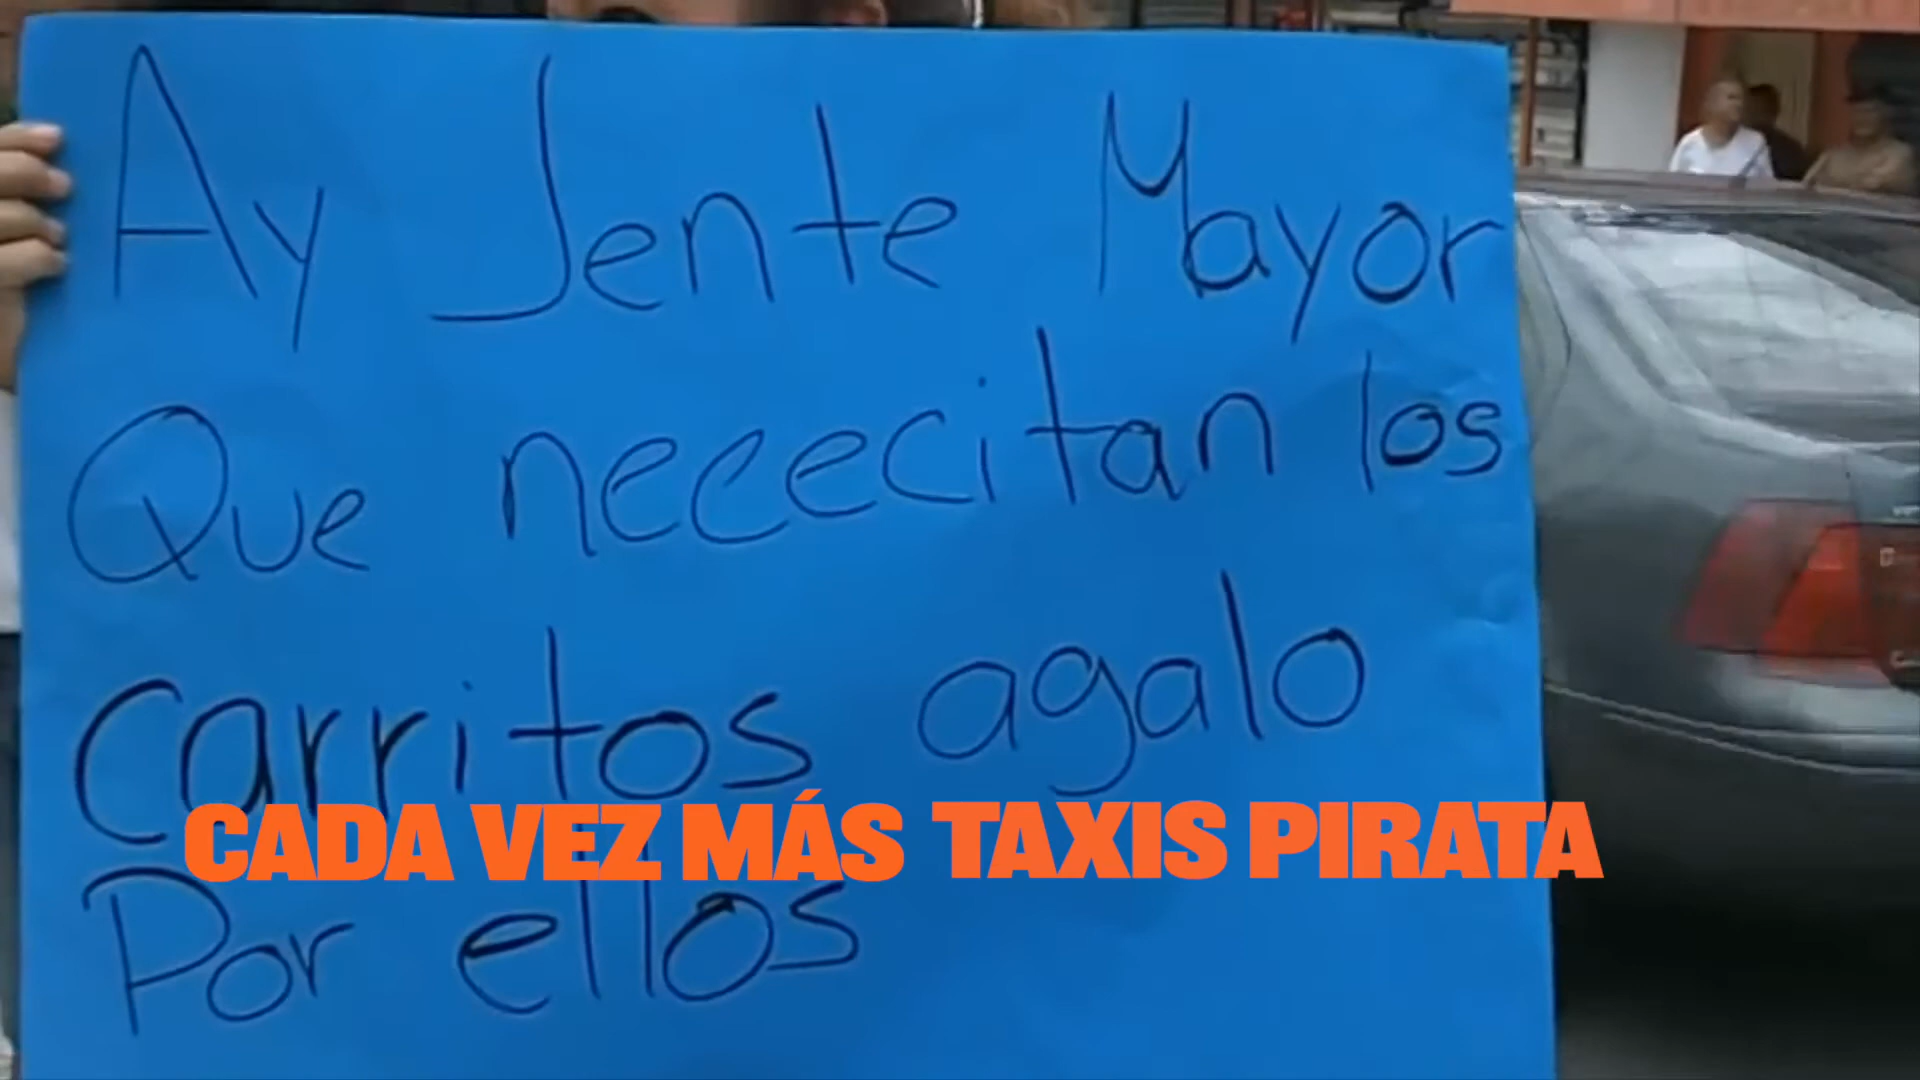 Ay Jente Mayor
Que nececitan los
Carritos agalo
CADA VEZ MÁS TAXIS PIRATA
Por ellos